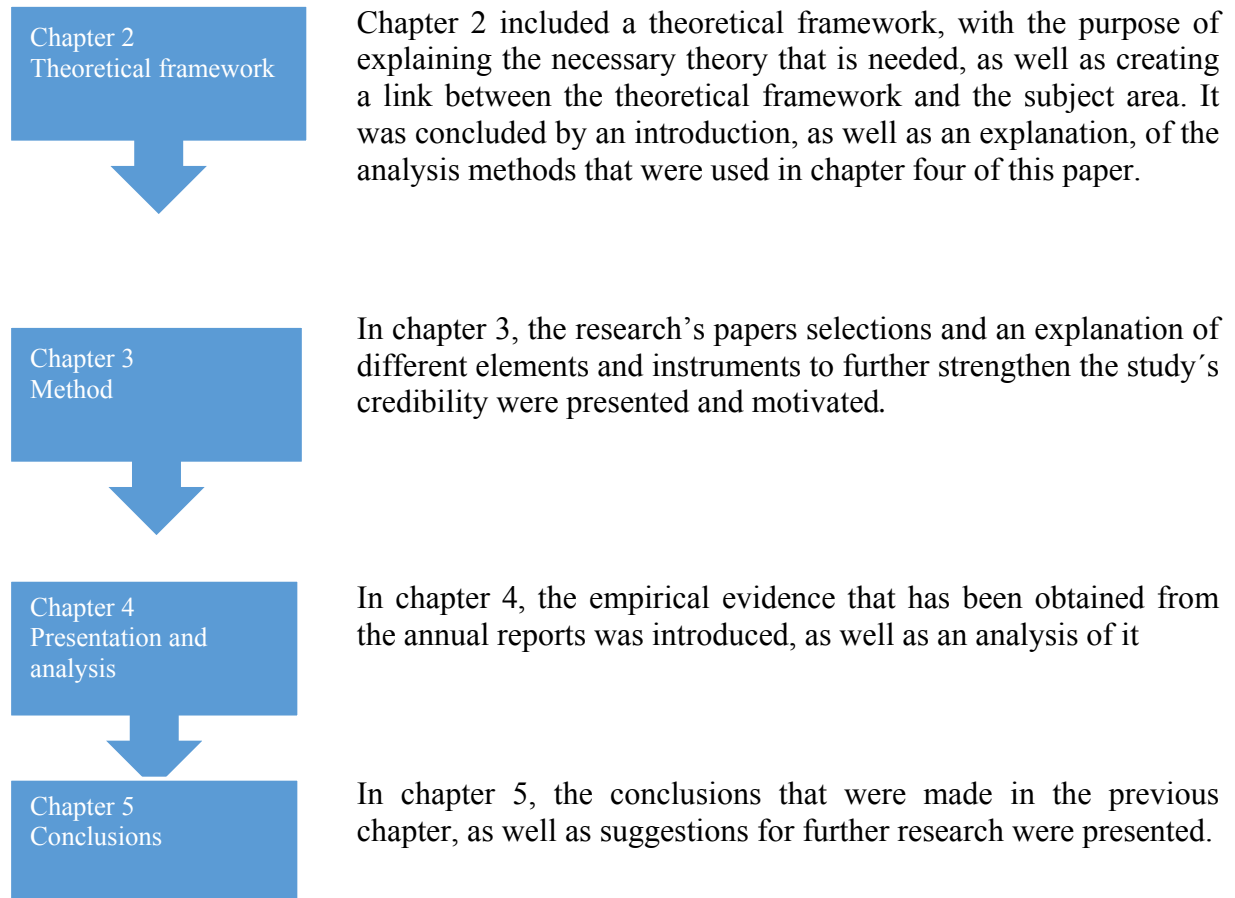 Chapter 2
Theoretical framework
Chapter 2 included a theoretical framework, with the purpose of
explaining the necessary theory that is needed, as well as creating
a link between the theoretical framework and the subject area. It
was concluded by an introduction, as well as an explanation, of the
analysis methods that were used in chapter four of this paper.
Chapter 3
Method
In chapter 3, the research’s papers selections and an explanation of
different elements and instruments to further strengthen the study´s
credibility were presented and motivated.
Chapter 4
Presentation and
analysis
In chapter 4, the empirical evidence that has been obtained from
the annual reports was introduced, as well as an analysis of it
Chapter 5
Conclusions
In chapter 5, the conclusions that were made in the previous
chapter, as well as suggestions for further research were presented.